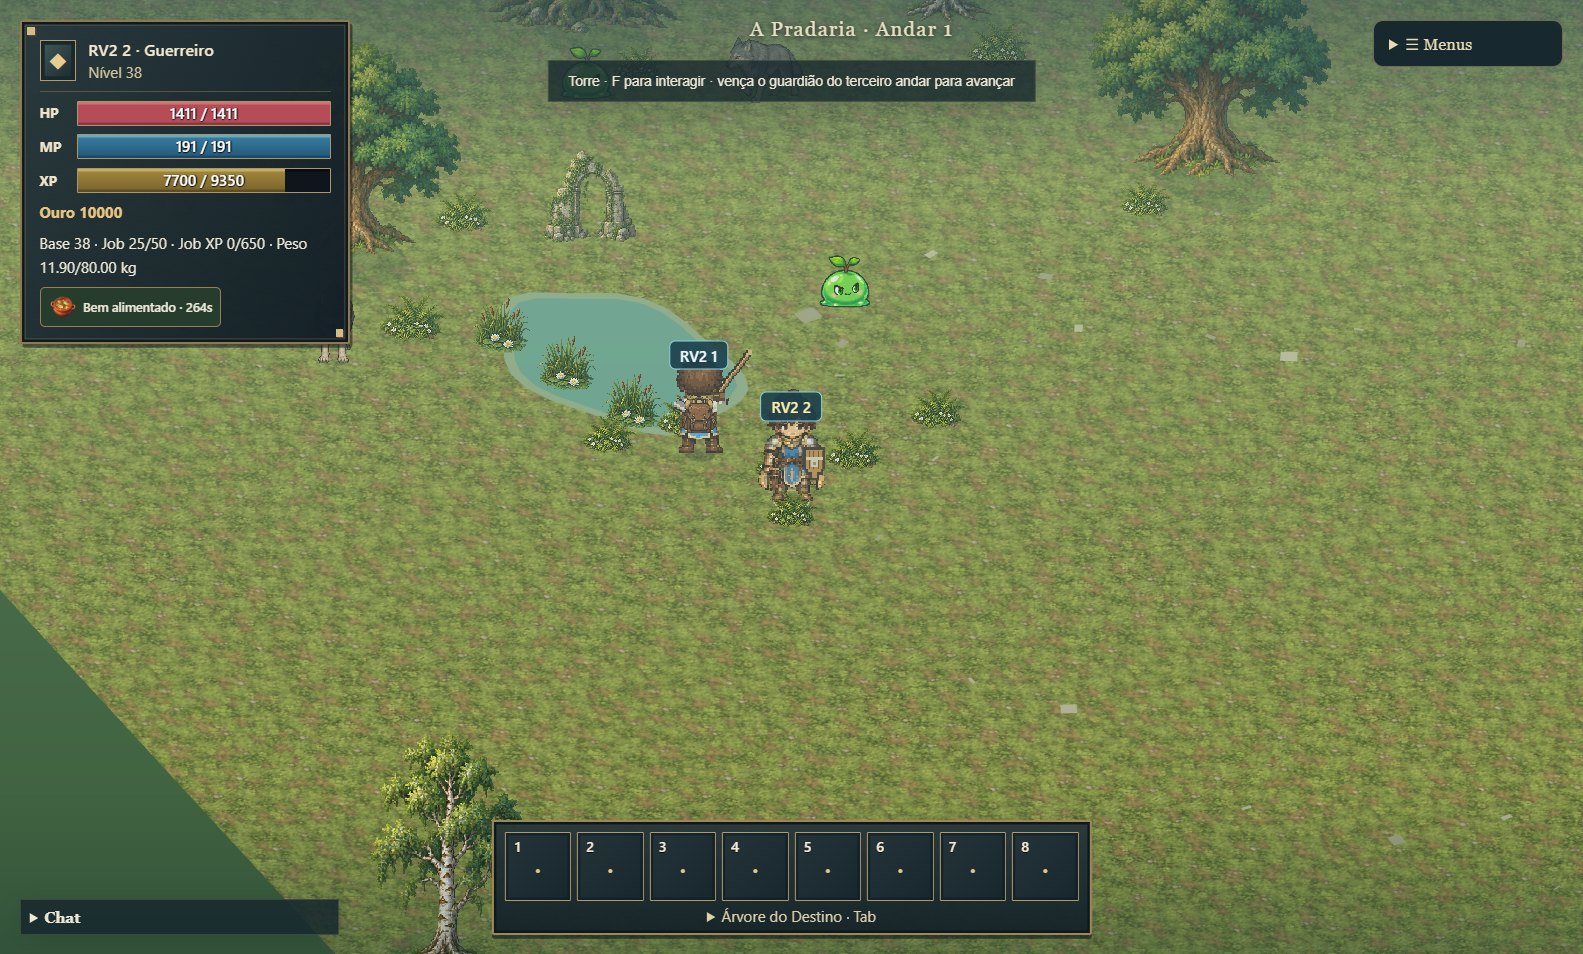 A Pradaria · Andar 1
Torre · F para interagir · vença o guardião do terceiro andar para avançar
RV2 2 · Guerreiro
Nível 38
HP 1411 / 1411
MP 191 / 191
XP 7700 / 9350
Ouro 10000
Base 38 · Job 25/50 · Job XP 0/650 · Peso
11.90/80.00 kg
Bem alimentado · 264s
☰ Menus
RV2 1
RV2 2
1 2 3 4 5 6 7 8
Árvore do Destino · Tab
Chat